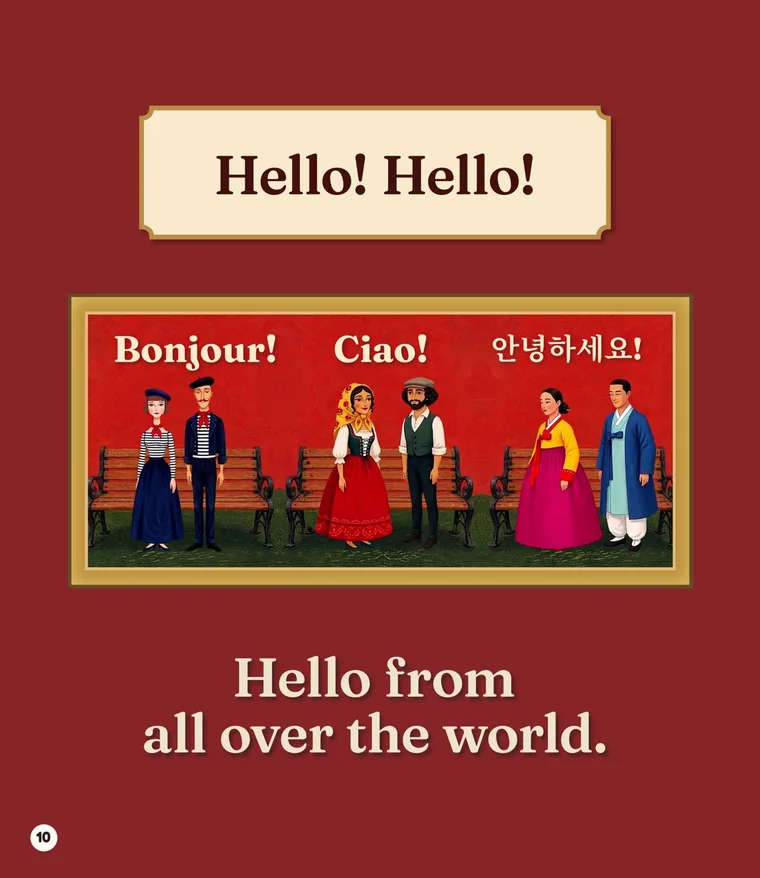 Hello! Hello!
Bonjour! Ciao! 안녕하세요!
Hello from
all over the world.
10